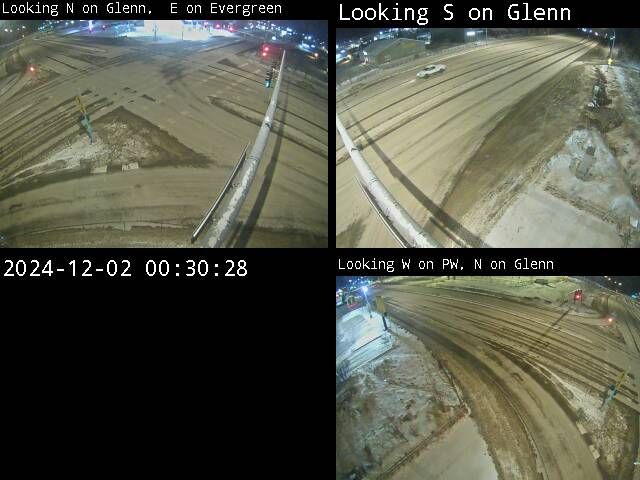 Looking N on Glenn,  E on Evergreen
Looking S on Glenn
2024-12-02 00:30:28
Looking W on PW, N on Glenn